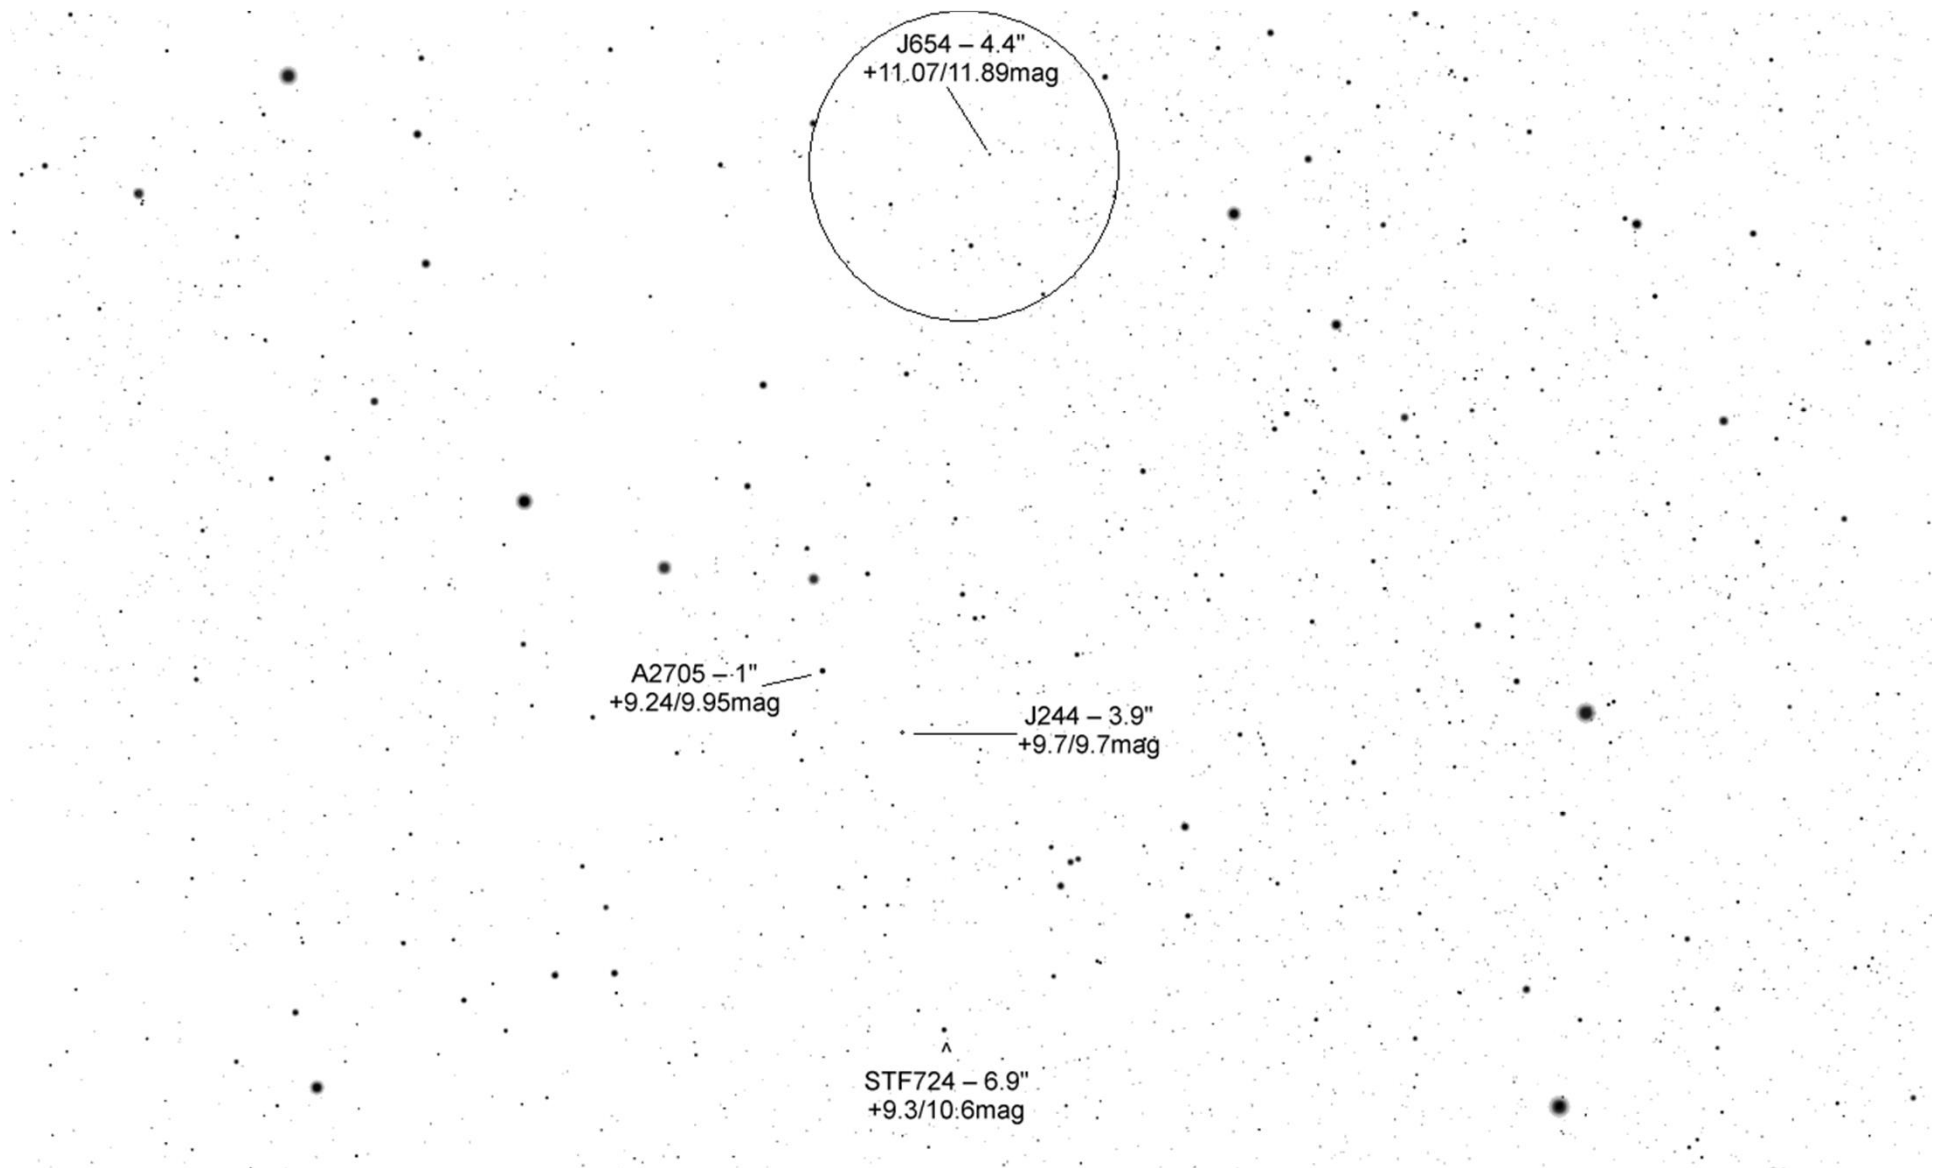 J654 – 4.4"
+11.07/11.89mag
A2705 – 1"
+9.24/9.95mag
J244 – 3.9"
+9.7/9.7mag
^
STF724 – 6.9"
+9.3/10.6mag